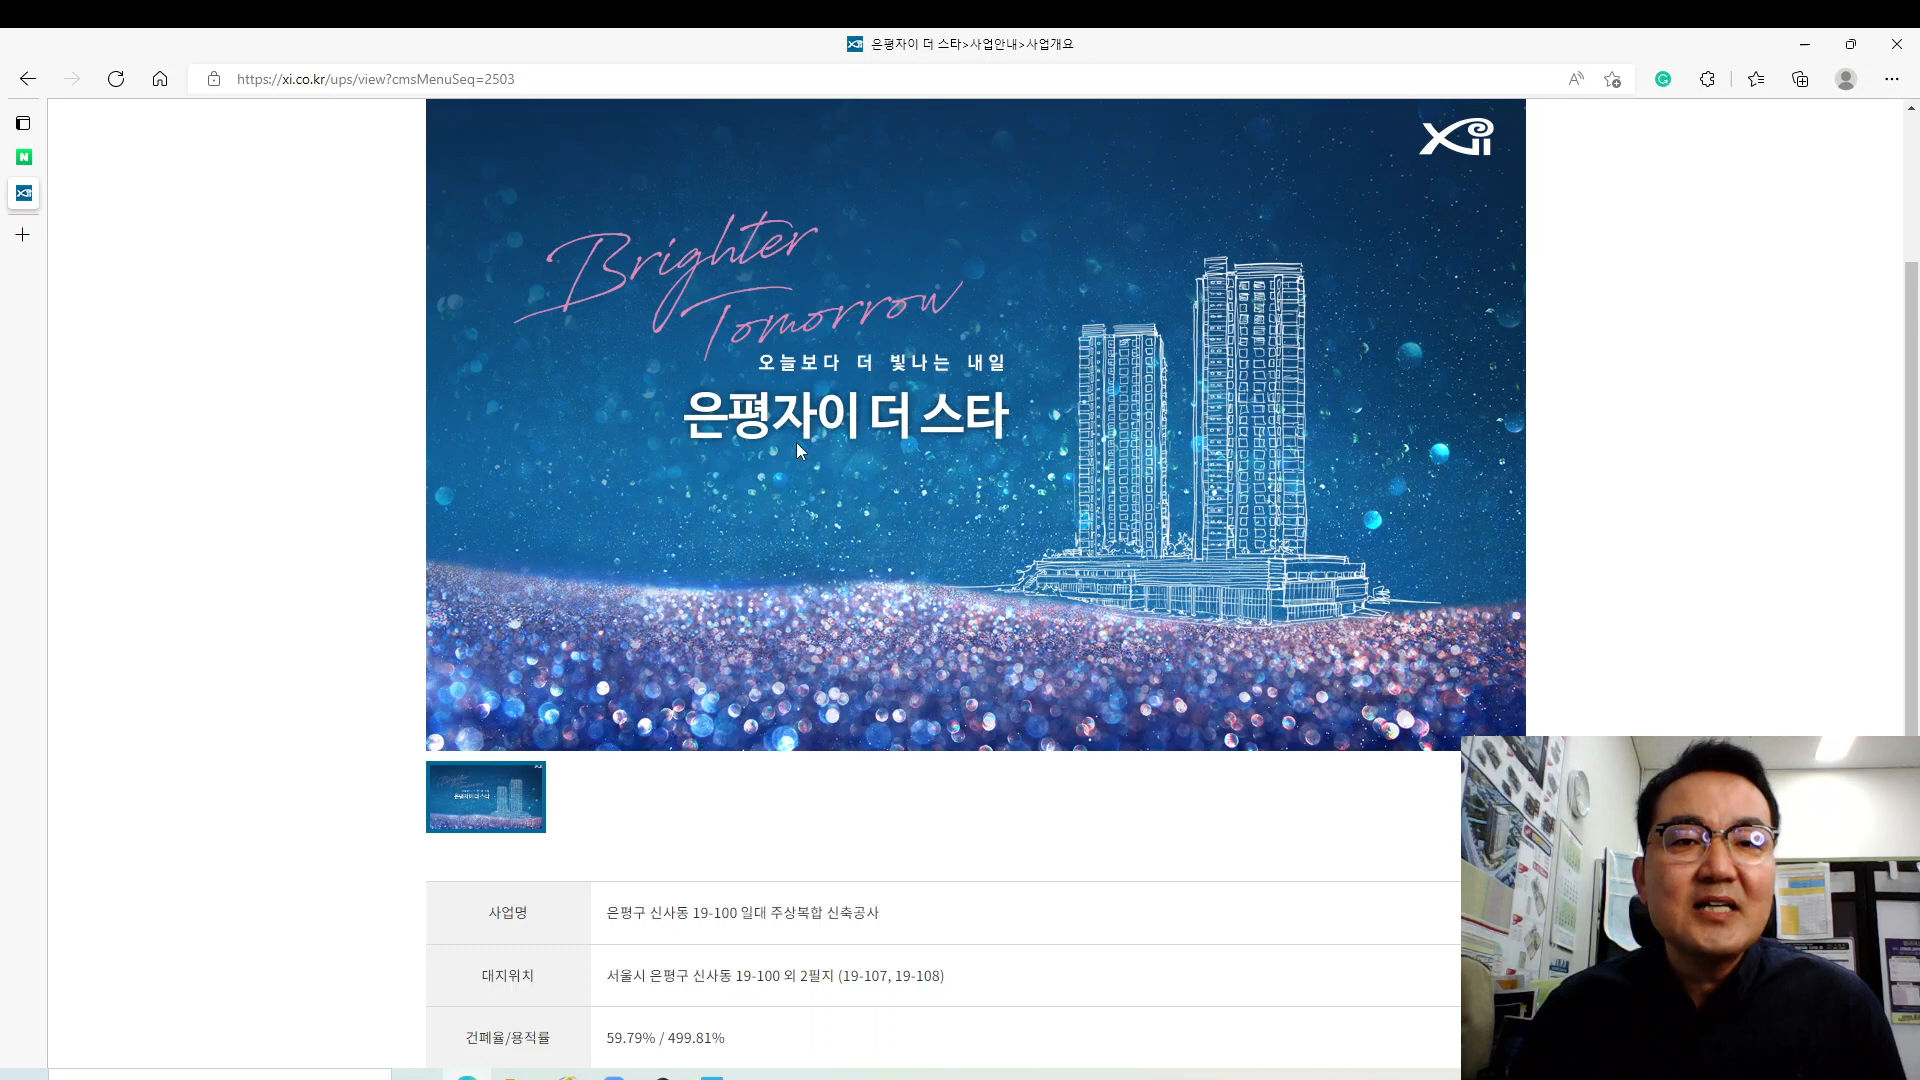 은평자이 더 스타>사업안내>사업개요
https://xi.co.kr/ups/view?cmsMenuSeq=2503
Xi
Brighter
Tomorrow
오늘보다 더 빛나는 내일
은평자이 더 스타
사업명 은평구 신사동 19-100 일대 주상복합 신축공사
대지위치 서울시 은평구 신사동 19-100 외 2필지 (19-107, 19-108)
건폐율/용적률 59.79% / 499.81%